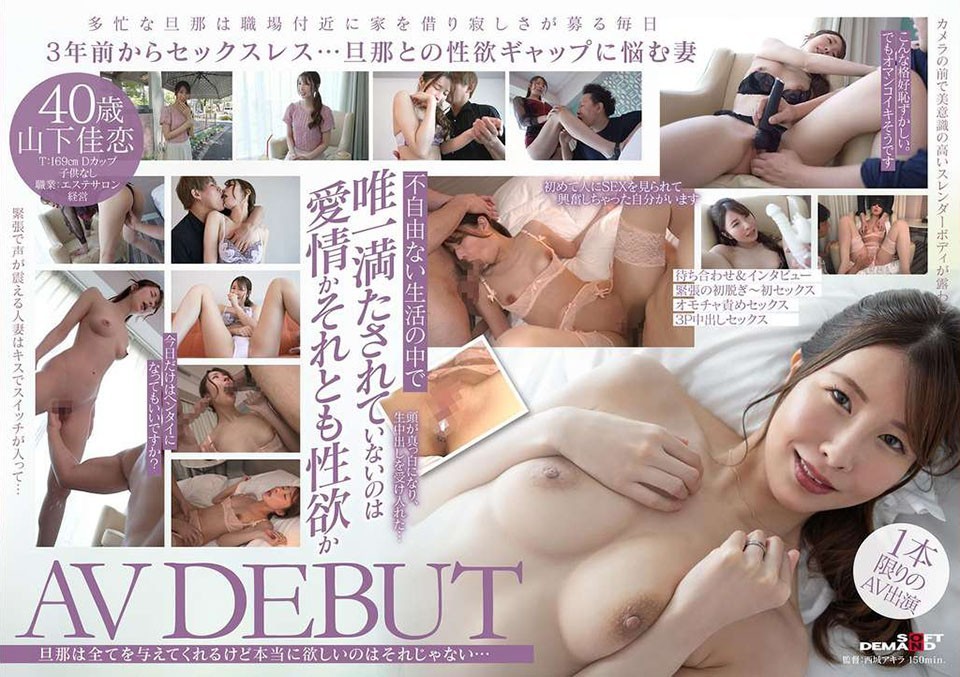 多忙な旦那は職場付近に家を借り寂しさが募る毎日
3年前からセックスレス…旦那との性欲ギャップに悩む妻
40歳
山下佳恋
T:169cm Dカップ
子供なし
職業:エステサロン
経営
こんな格好恥ずかしい、
でもオマンコイキそうです
カメラの前で美意識の高いスレンダーボディが露わ
初めて人にSEXを見られて
興奮しちゃった自分がいます
待ち合わせ&インタビュー
緊張の初脱ぎ～初セックス
オモチャ責めセックス
3P中出しセックス
不自由ない生活の中で
唯一満たされていないのは
愛情かそれとも性欲か
緊張で声が震える人妻はキスでスイッチが入って…
今日だけはヘンタイに
なってもいいですか?
頭が真っ白になり、
生中出しを受け入れた…
AV DEBUT
旦那は全てを与えてくれるけど本当に欲しいのはそれじゃない…
1本
限りの
AV出演
SOFT
ON
DEMAND
監督:西城アキラ 150min.